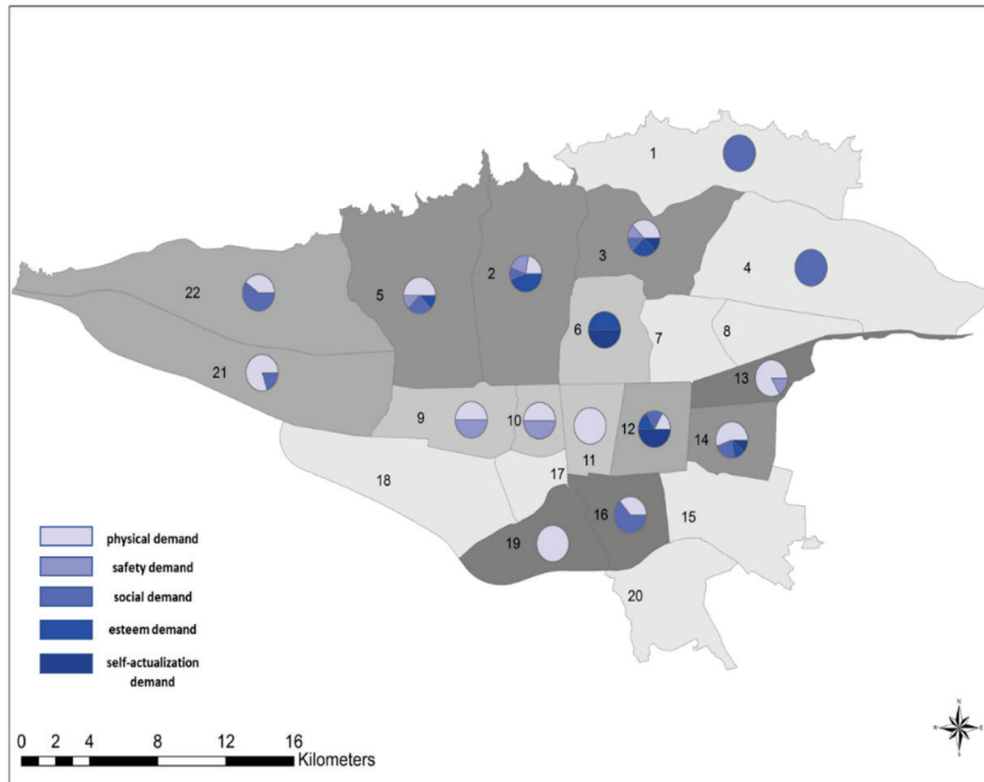 1
3
4
2
22
5
6
7
8
21
13
9
10
12
14
11
17
18
16
15
19
20
physical demand
safety demand
social demand
esteem demand
self-actualization
demand
0 2 4 8 12 16
Kilometers
N
W E
S